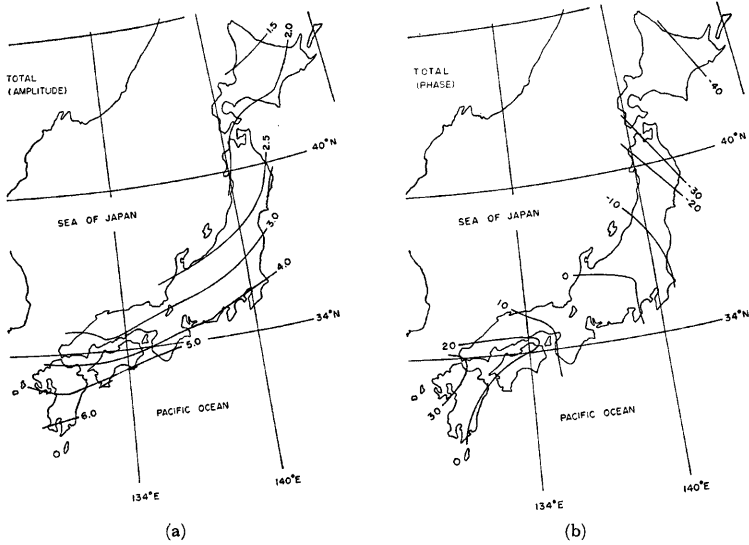 1.5
2.0
TOTAL
(AMPLITUDE)
2.5
40°N
SEA OF JAPAN
3.0
4.0
34°N
5.0
6.0
PACIFIC OCEAN
134°E
140°E
(a)
TOTAL
(PHASE)
-40
40°N
-30
-20
-10
SEA OF JAPAN
0
10
34°N
20
30
PACIFIC OCEAN
134°E
140°E
(b)